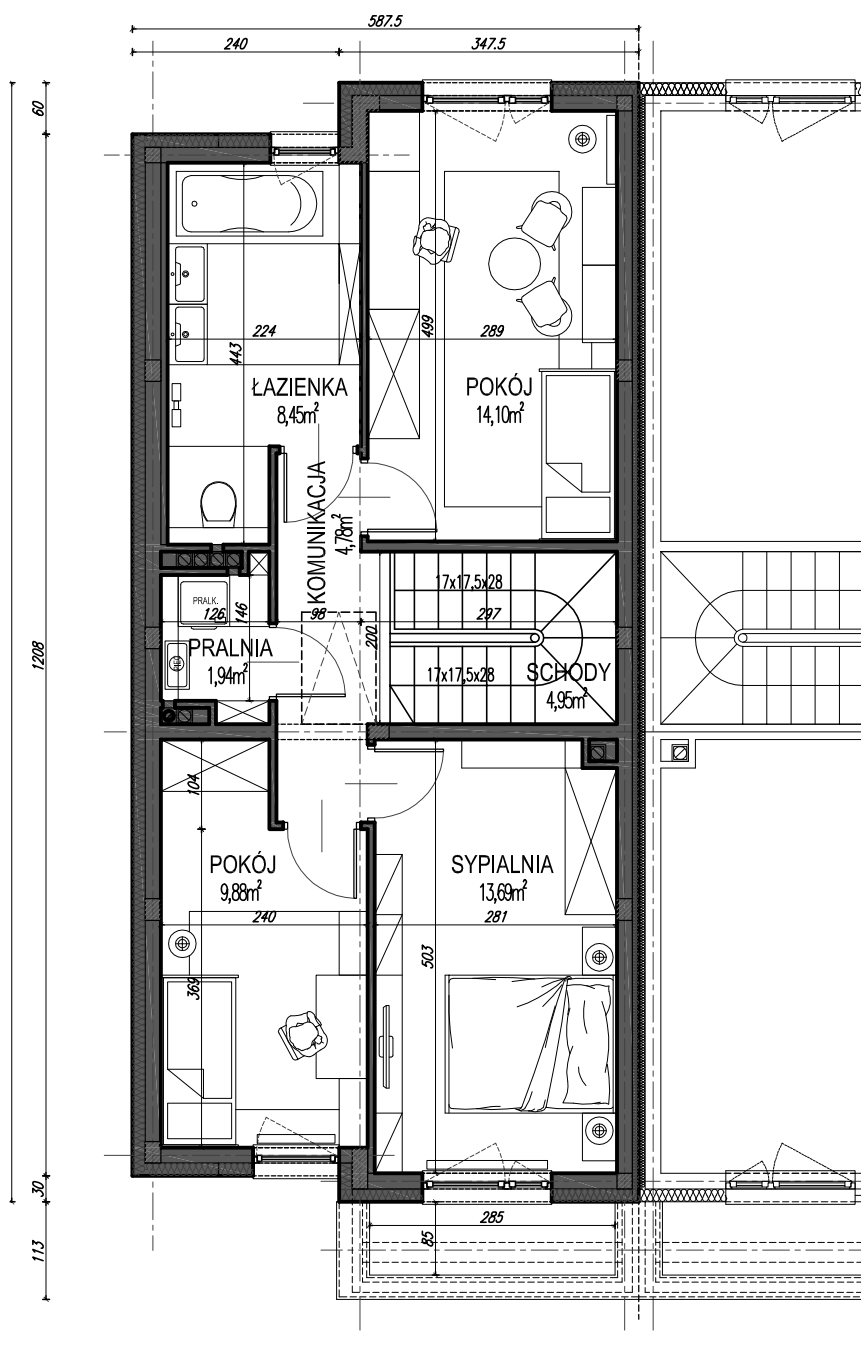 587.5
240
347.5
60
224
443
499
289
ŁAZIENKA
8,45m²
POKÓJ
14,10m²
KOMUNIKACJA
4,78m²
17x17,5x28
PRALK.
126
146
98
297
200
1208
PRALNIA
1,94m²
17x17,5x28
SCHODY
4,95m²
104
POKÓJ
9,88m²
SYPIALNIA
13,69m²
240
281
503
369
30
285
85
113